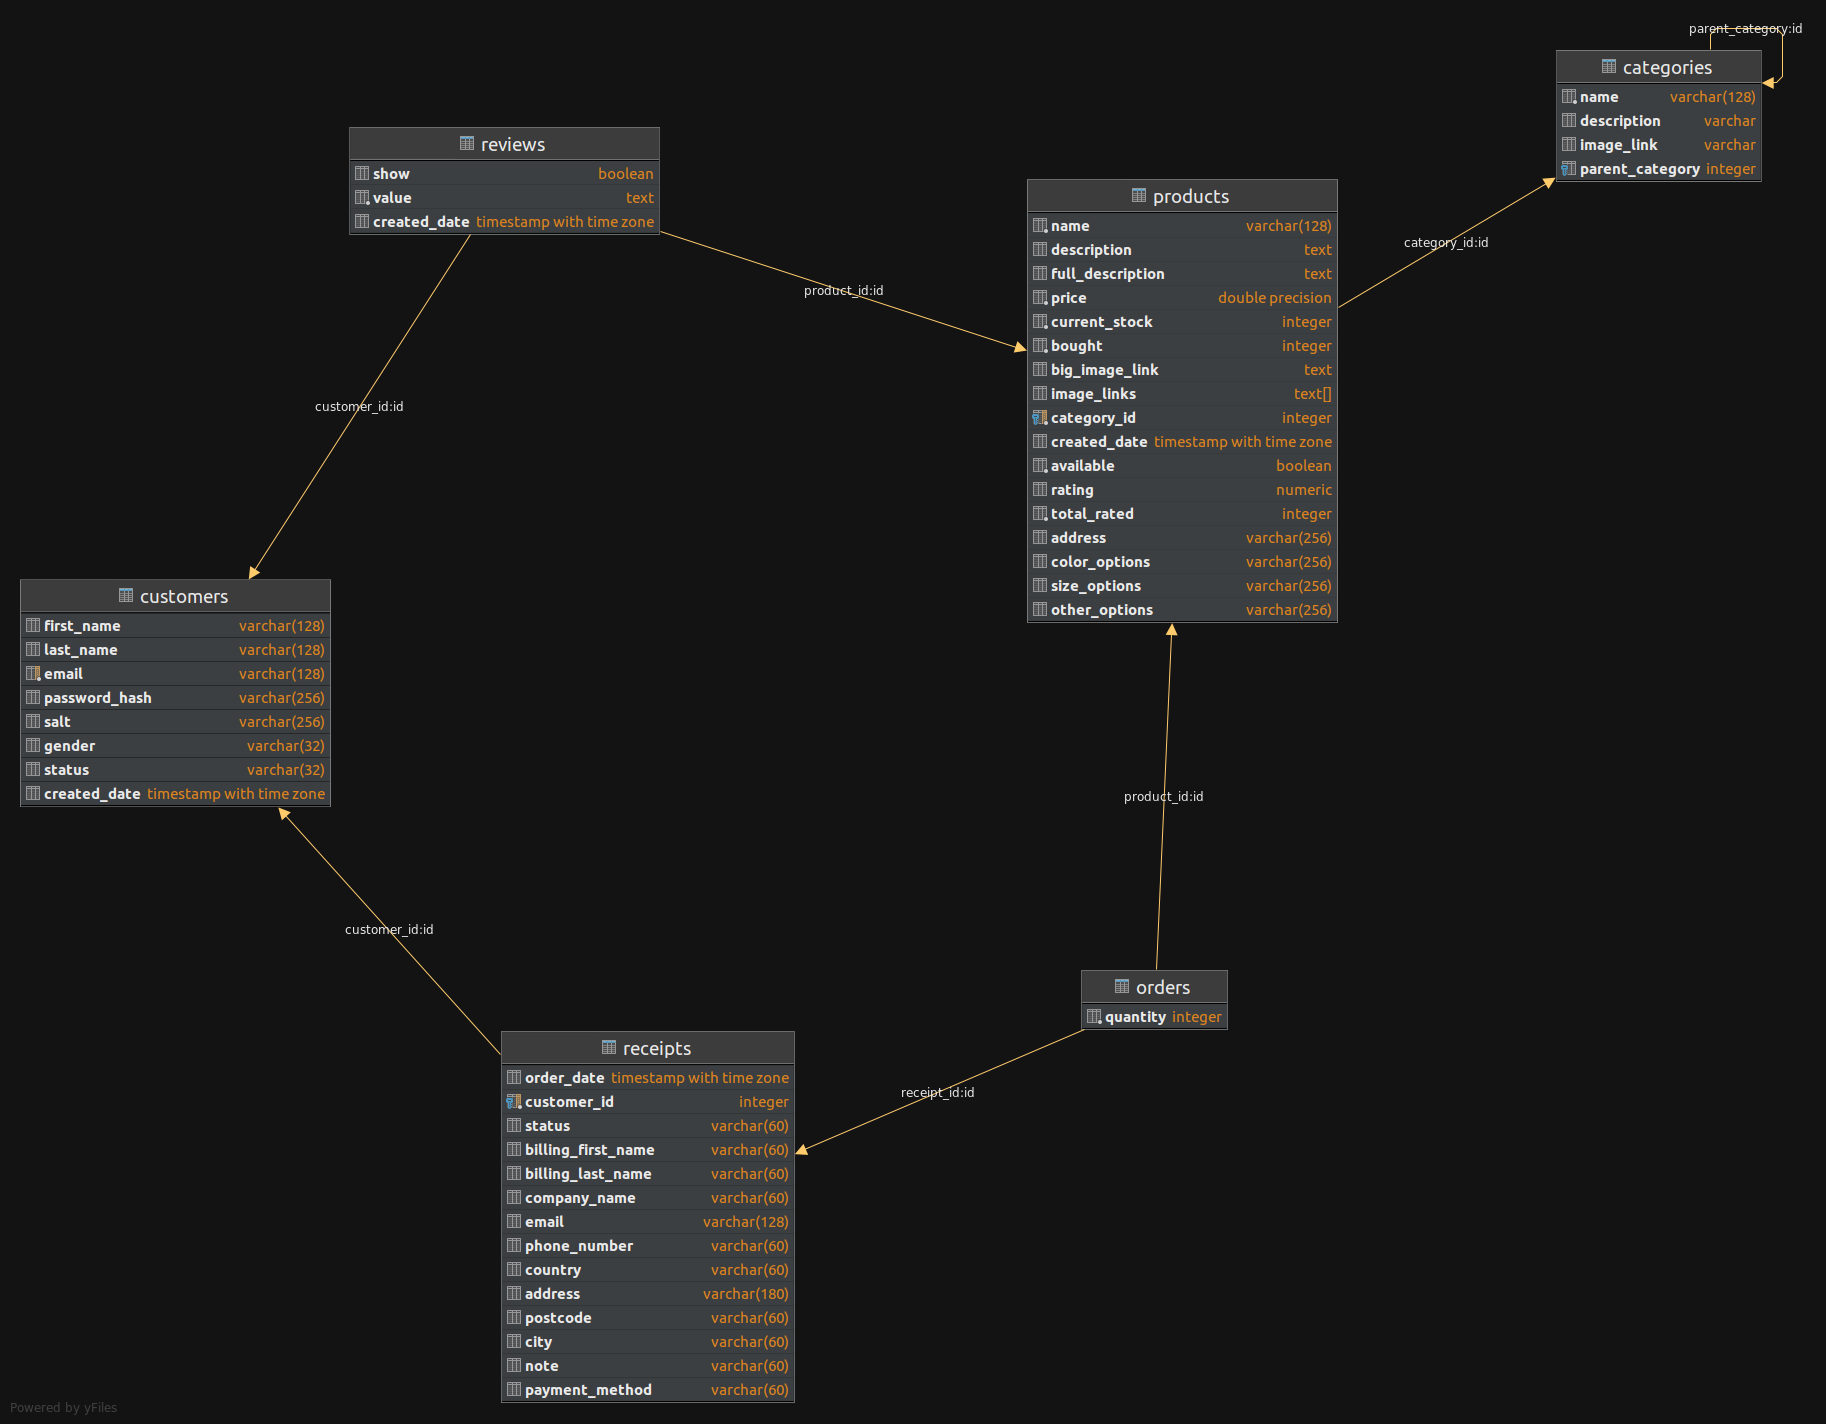 parent_category:id
categories
name varchar(128)
description varchar
image_link varchar
parent_category integer
reviews
show boolean
value text
created_date timestamp with time zone
products
name varchar(128)
description text
full_description text
price double precision
current_stock integer
bought integer
big_image_link text
image_links text[]
category_id integer
created_date timestamp with time zone
available boolean
rating numeric
total_rated integer
address varchar(256)
color_options varchar(256)
size_options varchar(256)
other_options varchar(256)
category_id:id
product_id:id
customer_id:id
customers
first_name varchar(128)
last_name varchar(128)
email varchar(128)
password_hash varchar(256)
salt varchar(256)
gender varchar(32)
status varchar(32)
created_date timestamp with time zone
product_id:id
customer_id:id
orders
quantity integer
receipt_id:id
receipts
order_date timestamp with time zone
customer_id integer
status varchar(60)
billing_first_name varchar(60)
billing_last_name varchar(60)
company_name varchar(60)
email varchar(128)
phone_number varchar(60)
country varchar(60)
address varchar(180)
postcode varchar(60)
city varchar(60)
note varchar(60)
payment_method varchar(60)
Powered by yFiles